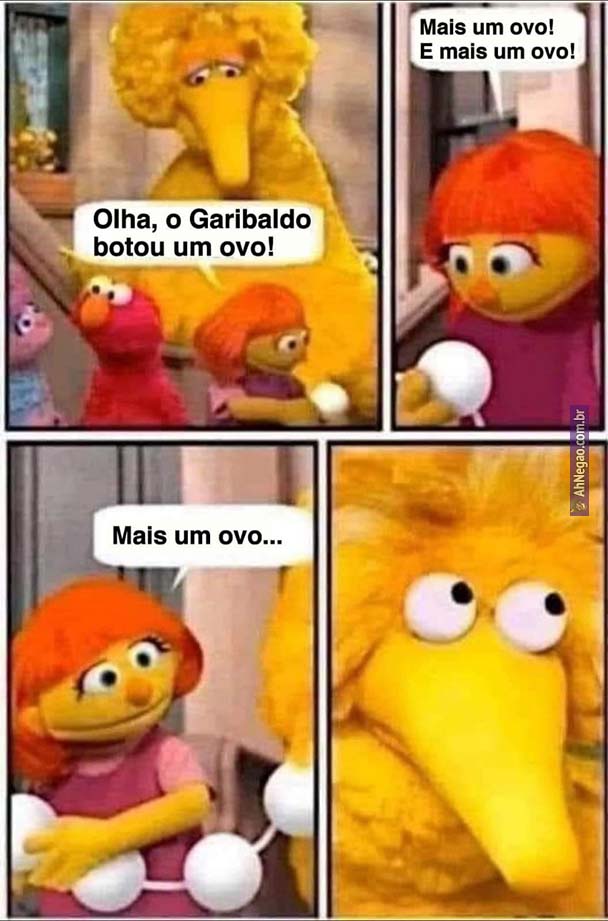 Olha, o Garibaldo
botou um ovo!
Mais um ovo!
E mais um ovo!
AhNegao.com.br
Mais um ovo...